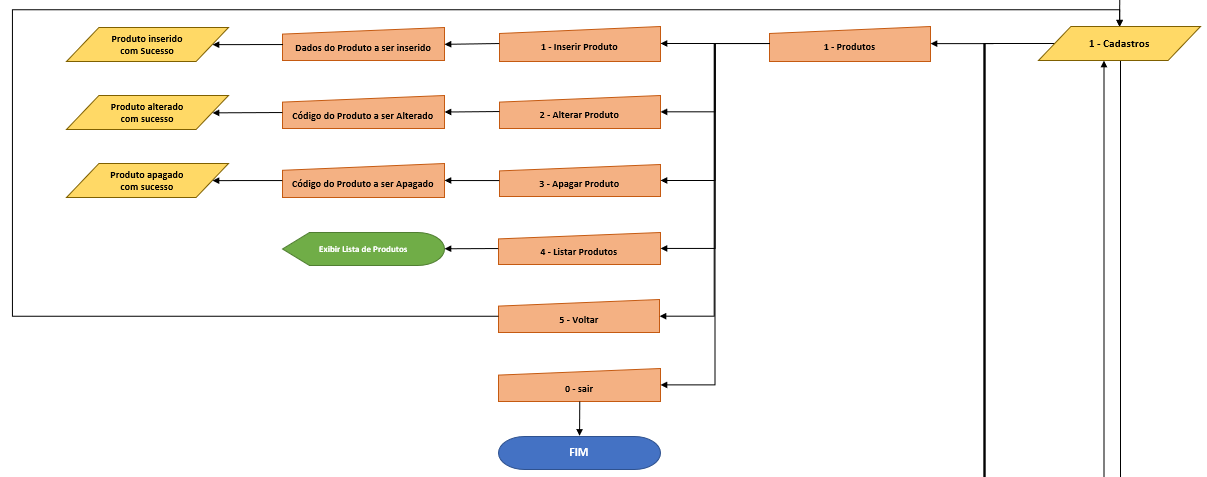 Produto inserido
com Sucesso
Dados do Produto a ser inserido
1 - Inserir Produto
1 - Produtos
1 - Cadastros
Produto alterado
com sucesso
Código do Produto a ser Alterado
2 - Alterar Produto
Produto apagado
com sucesso
Código do Produto a ser Apagado
3 - Apagar Produto
Exibir Lista de Produtos
4 - Listar Produtos
5 - Voltar
0 - sair
FIM